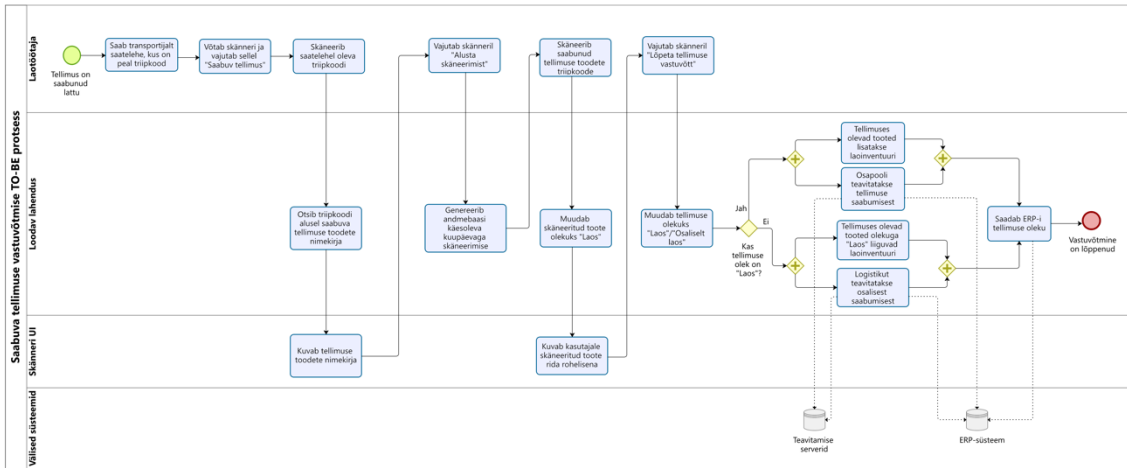 Saabuva tellimuse vastuvõtmise TO-BE protsess
Laotöötaja
Tellimus on
saabunud
lattu
Saab transportijalt
saatelehe, kus on
peal triipkood
Võtab skänneri ja
vajutab sellel
"Saabuv tellimus"
Skäneerib
saatelehel oleva
triipkoodi
Vajutab skänneril
"Alusta
skäneerimist"
Skäneerib
saabunud
tellimuse toodete
triipkoode
Vajutab skänneril
"Lõpeta tellimuse
vastuvõtt"
Loodav lahendus
Otsib triipkoodi
alusel saabuva
tellimuse toodete
nimekirja
Genereerib
andmebaasi
käesoleva
kuupäevaga
skäneerimise
Muudab
skäneeritud toote
olekuks "Laos"
Muudab tellimuse
olekuks
"Laos"/"Osaliselt
laos"
Kas
tellimuse
olek on
"Laos"?
Jah
Ei
Tellimuses
olevad tooted
lisatakse
laoinventuuri
Osapooli
teavitatakse
tellimuse
saabumisest
Tellimuses olevad
tooted olekuga
"Laos" liiguvad
laoinventuuri
Logistikut
teavitatakse
osalisest
saabumisest
Saadab ERP-i
tellimuse oleku
Vastuvõtmine
on lõppenud
Skänneri UI
Kuvab tellimuse
toodete nimekirja
Kuvab kasutajale
skäneeritud toote
rida rohelisena
Välised süsteemid
Teavitamise
serverid
ERP-süsteem